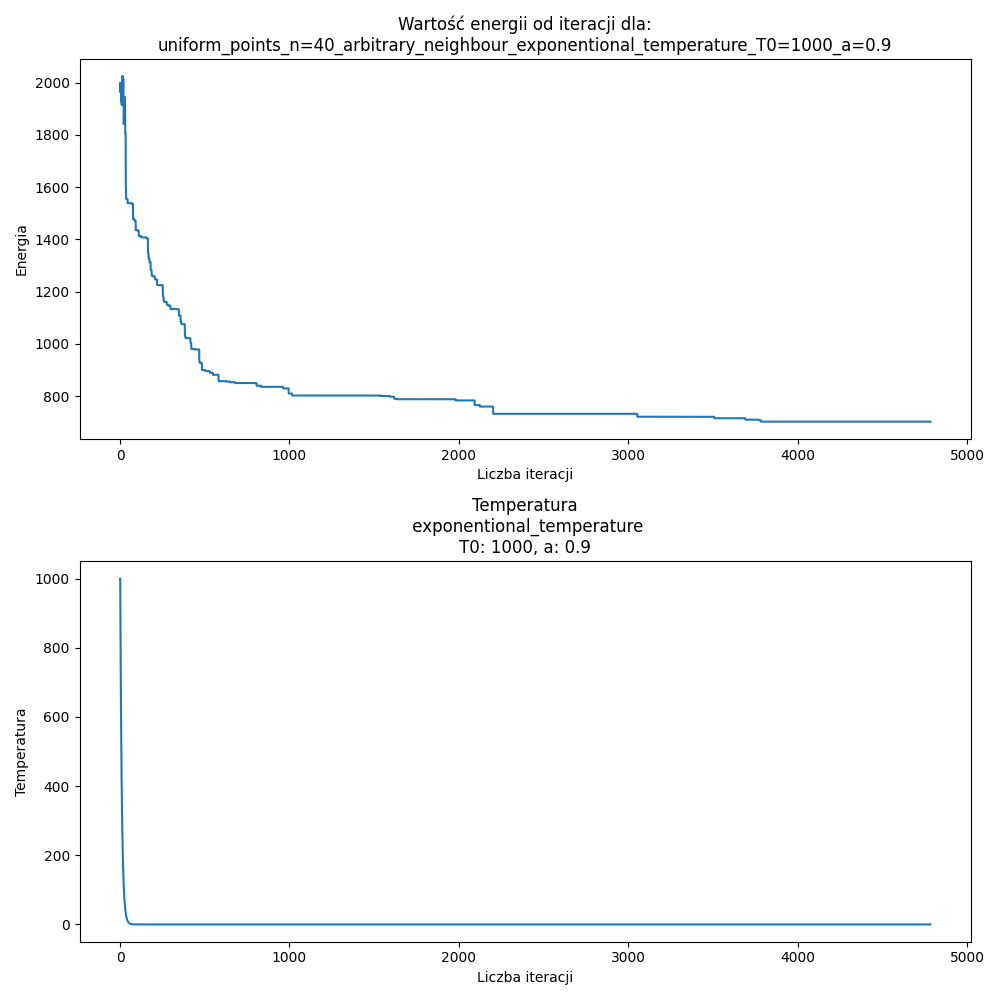 Wartość energii od iteracji dla:
uniform_points_n=40_arbitrary_neighbour_exponentional_temperature_T0=1000_a=0.9
2000
1800
1600
1400
1200
1000
800
Energia
0 1000 2000 3000 4000 5000
Liczba iteracji
Temperatura
exponentional_temperature
T0: 1000, a: 0.9
1000
800
600
400
200
0
Temperatura
0 1000 2000 3000 4000 5000
Liczba iteracji